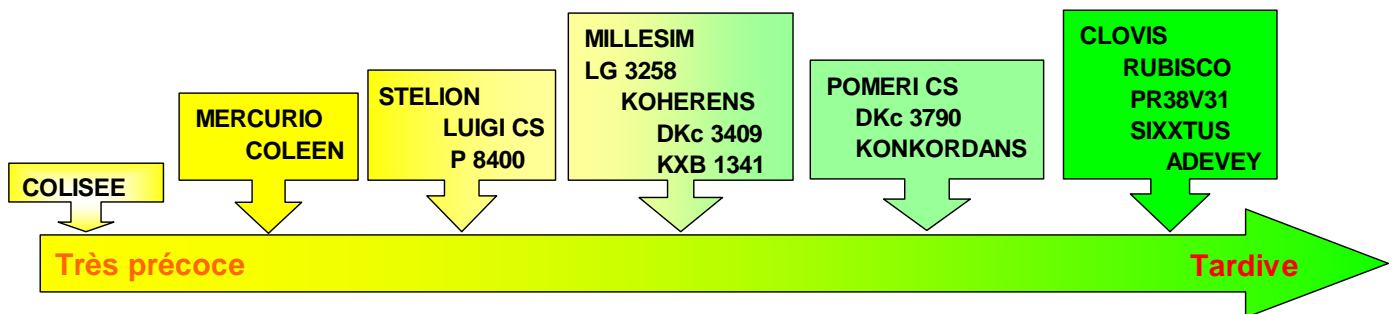 COLISEE
MERCURIO
COLEEN
STELION
LUIGI CS
P 8400
MILLESIM
LG 3258
KOHERENS
DKc 3409
KXB 1341
POMERI CS
DKc 3790
KONKORDANS
CLOVIS
RUBISCO
PR38V31
SIXXTUS
ADEVEY
Très précoce
Tardive